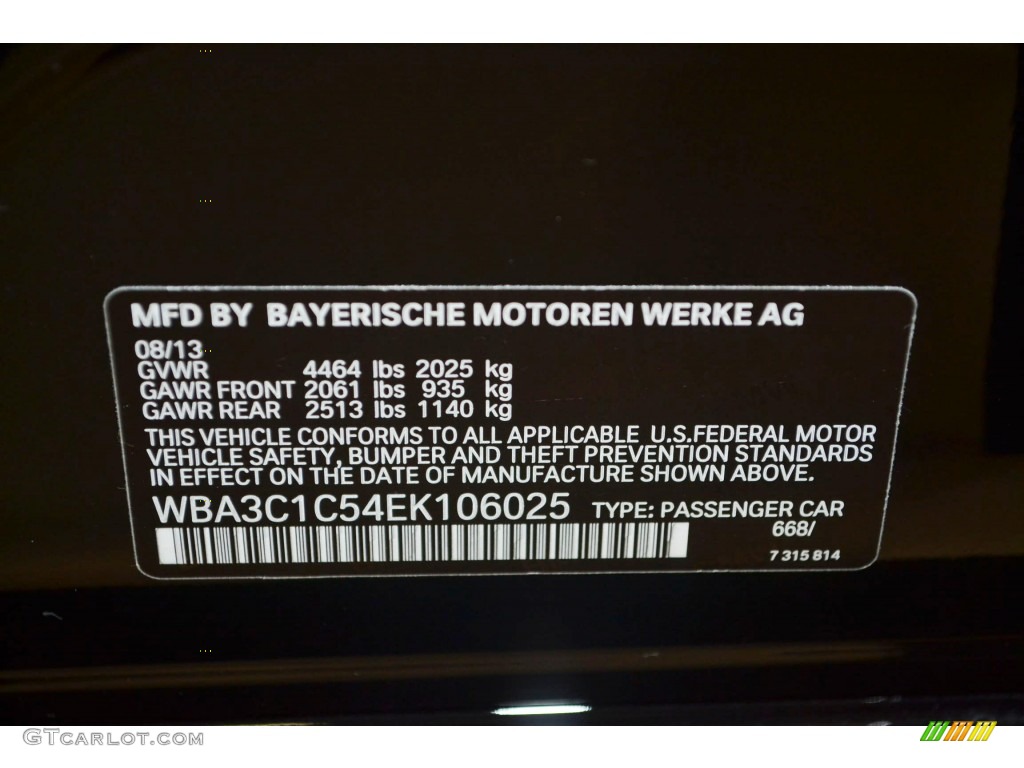 MFD BY BAYERISCHE MOTOREN WERKE AG
08/13
GVWR 4464 lbs 2025 kg
GAWR FRONT 2061 lbs 935 kg
GAWR REAR 2513 lbs 1140 kg
THIS VEHICLE CONFORMS TO ALL APPLICABLE U.S.FEDERAL MOTOR
VEHICLE SAFETY, BUMPER AND THEFT PREVENTION STANDARDS
IN EFFECT ON THE DATE OF MANUFACTURE SHOWN ABOVE.
WBA3C1C54EK106025 TYPE: PASSENGER CAR
668/
7 315 814
GTCARLOT.COM